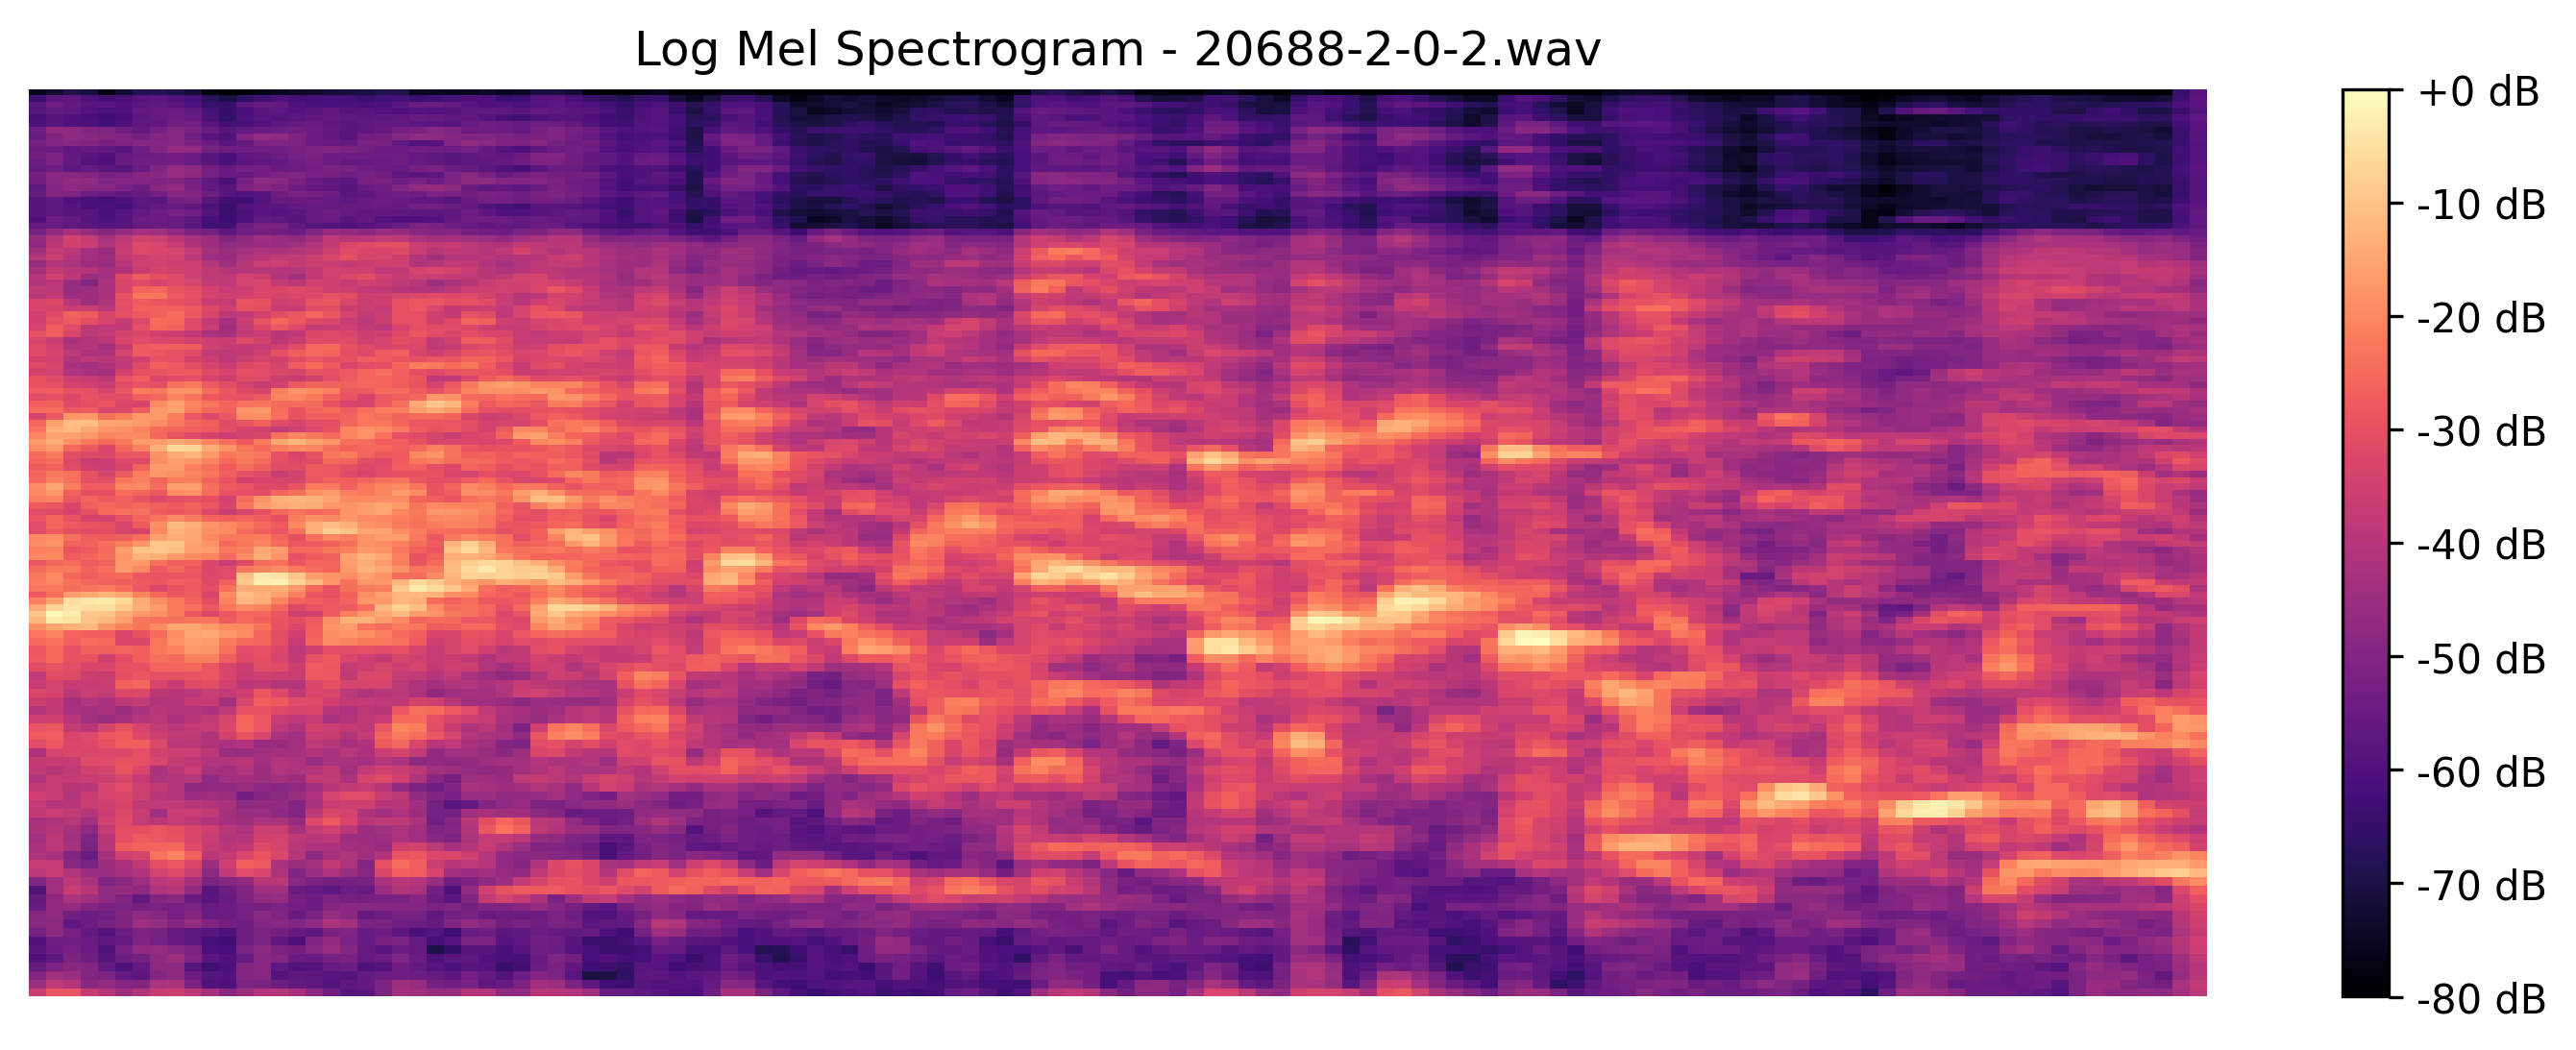 Log Mel Spectrogram - 20688-2-0-2.wav
+0 dB
-10 dB
-20 dB
-30 dB
-40 dB
-50 dB
-60 dB
-70 dB
-80 dB